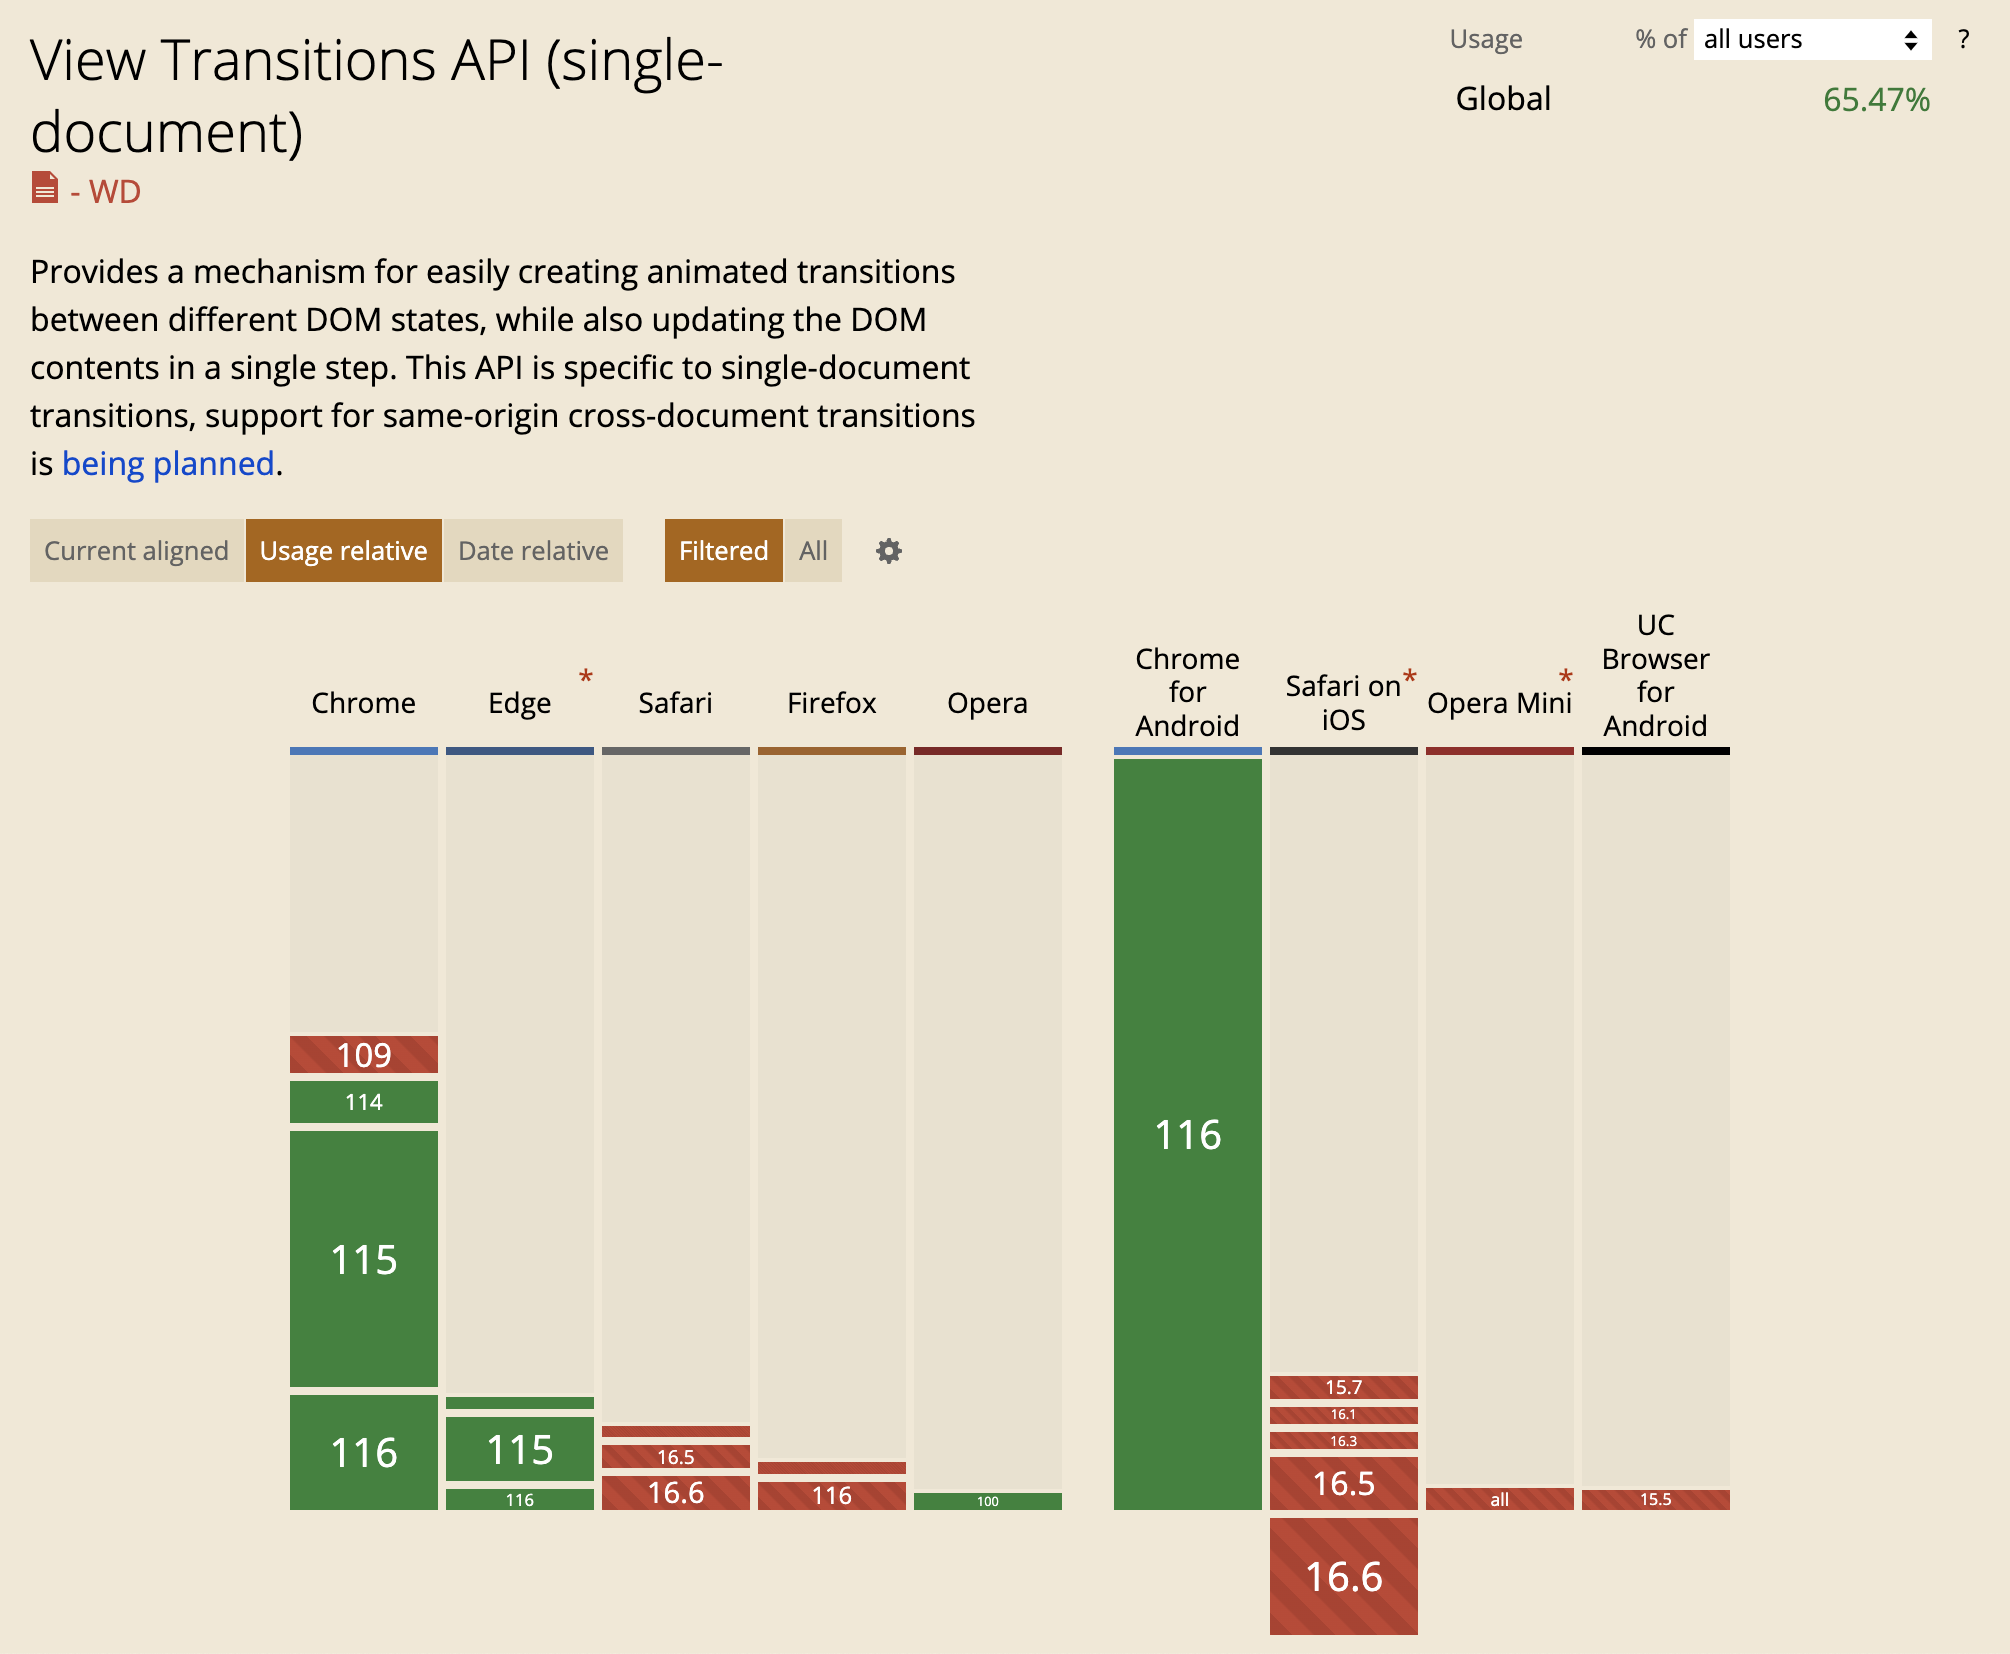 View Transitions API (single-
document)
- WD
Usage % of all users ?
Global 65.47%
Provides a mechanism for easily creating animated transitions
between different DOM states, while also updating the DOM
contents in a single step. This API is specific to single-document
transitions, support for same-origin cross-document transitions
is being planned.
Current aligned Usage relative Date relative Filtered All
Chrome
Edge *
Safari
Firefox
Opera
Chrome
for
Android
Safari on *
iOS
Opera Mini *
UC
Browser
for
Android
109
114
115
116
115
116
16.5
16.6
116
100
116
15.7
16.1
16.3
16.5
16.6
all
15.5